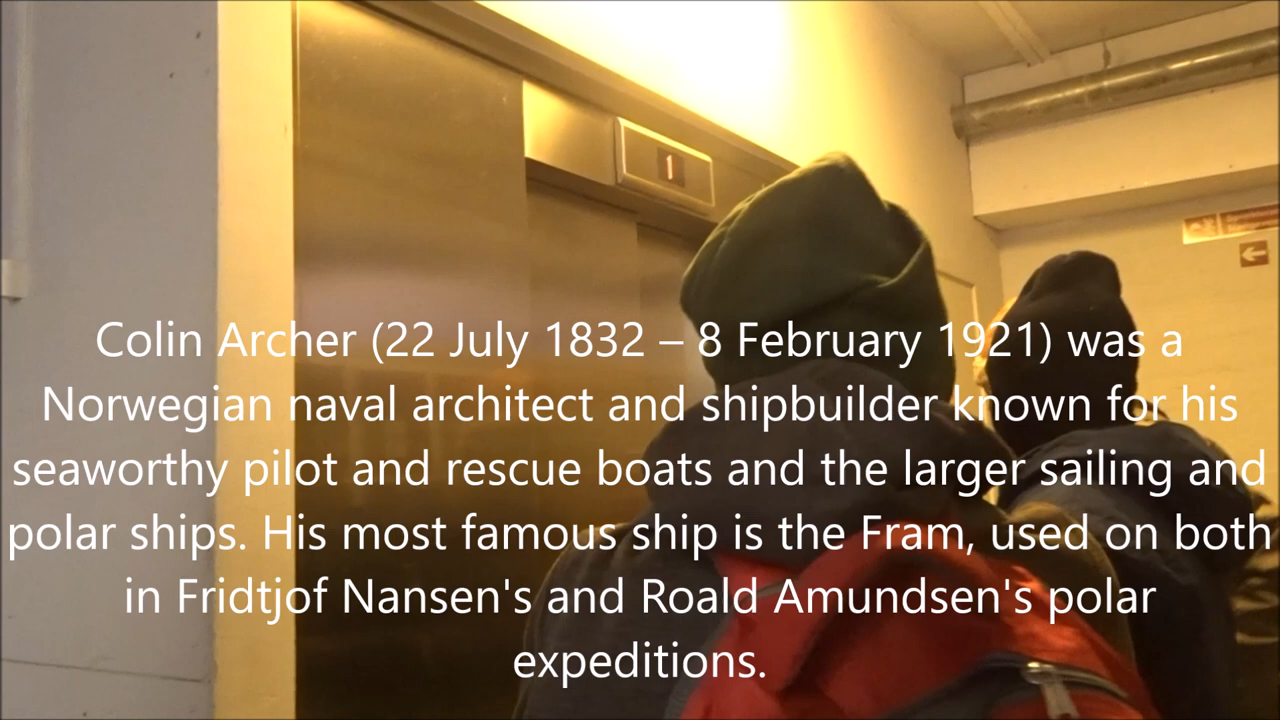 1
Colin Archer (22 July 1832 – 8 February 1921) was a
Norwegian naval architect and shipbuilder known for his
seaworthy pilot and rescue boats and the larger sailing and
polar ships. His most famous ship is the Fram, used on both
in Fridtjof Nansen's and Roald Amundsen's polar
expeditions.